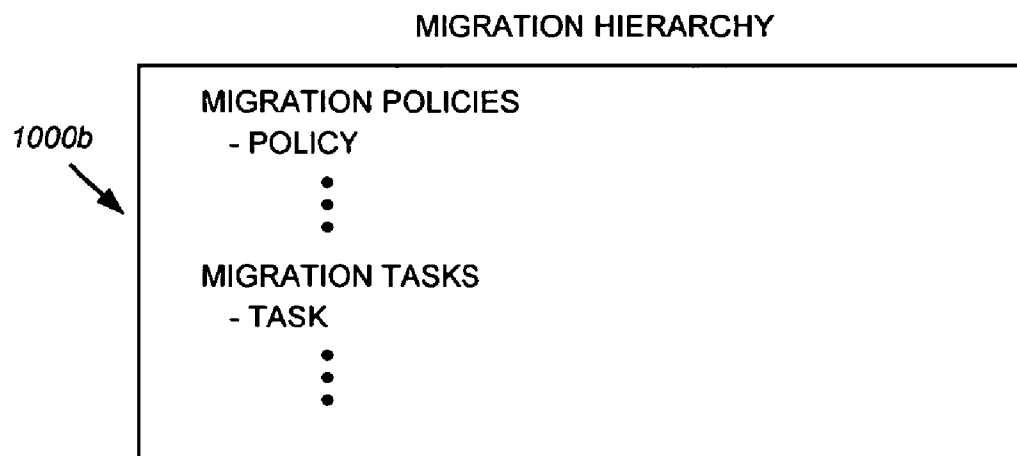 MIGRATION HIERARCHY
MIGRATION POLICIES
1000b
- POLICY
MIGRATION TASKS
- TASK